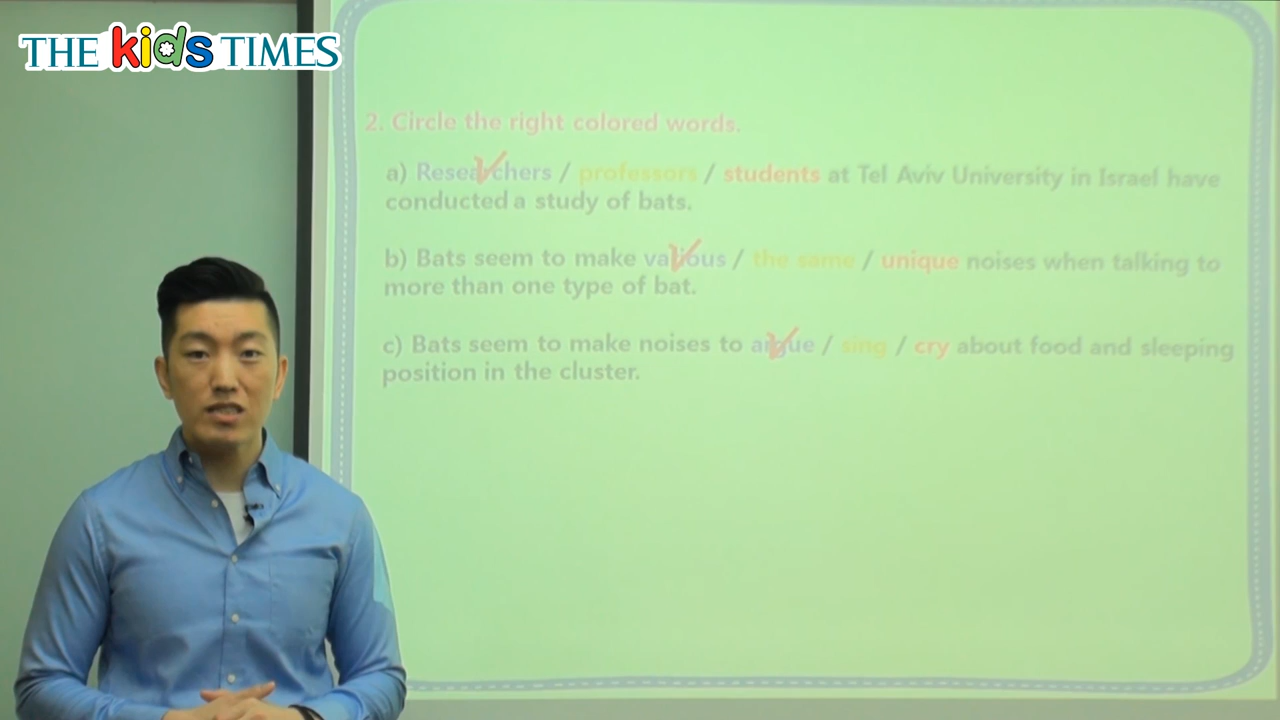 THE kids TIMES
2. Circle the right colored words.
a) Researchers / professors / students at Tel Aviv University in Israel have
conducted a study of bats.
b) Bats seem to make various / the same / unique noises when talking to
more than one type of bat.
c) Bats seem to make noises to argue / sing / cry about food and sleeping
position in the cluster.